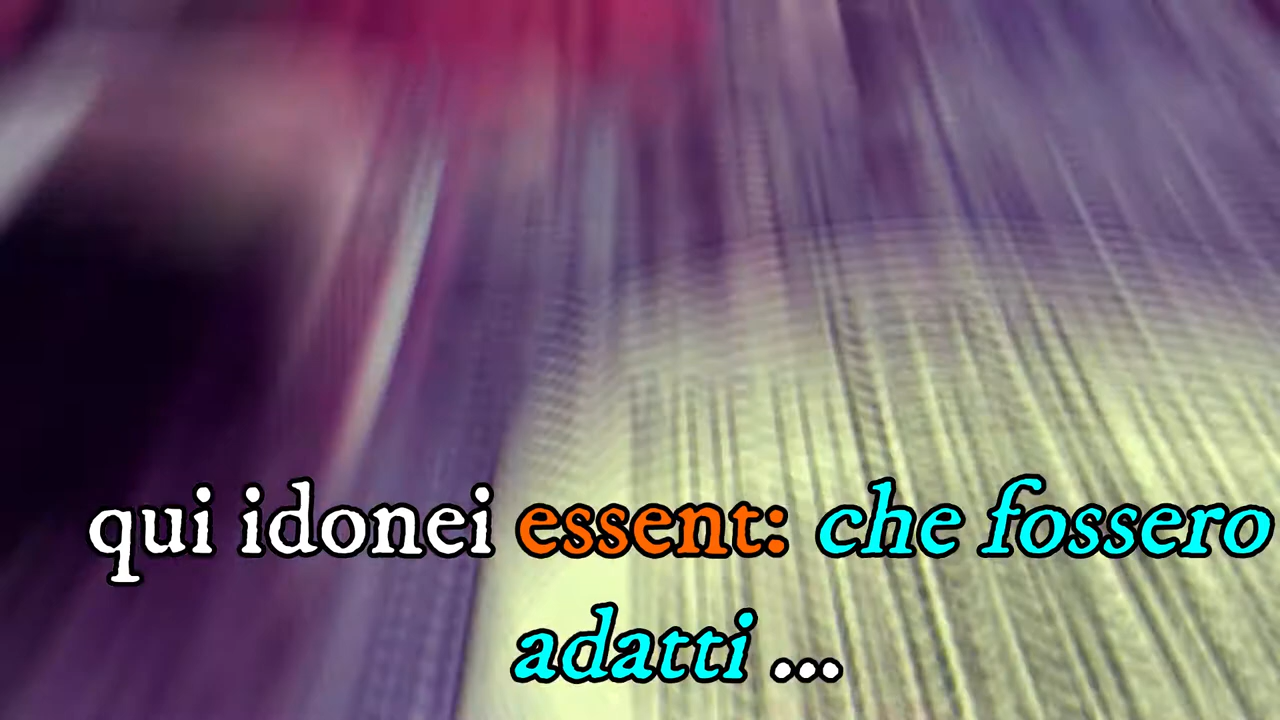 qui idonei essent: che fossero
adatti ...